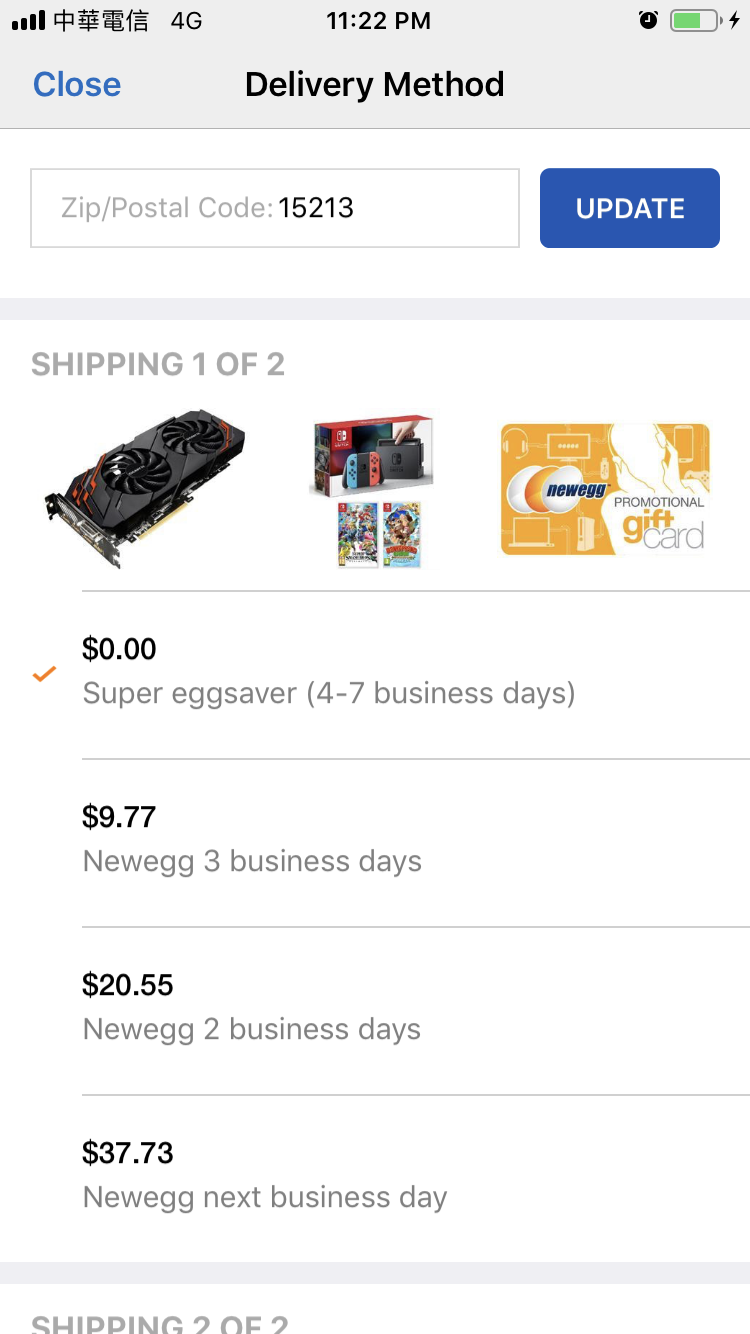 中華電信 4G 11:22 PM
Close Delivery Method
Zip/Postal Code: 15213 UPDATE
SHIPPING 1 OF 2
newegg
PROMOTIONAL
gift
card
$0.00
Super eggsaver (4-7 business days)
$9.77
Newegg 3 business days
$20.55
Newegg 2 business days
$37.73
Newegg next business day
SHIPPING 2 OF 2